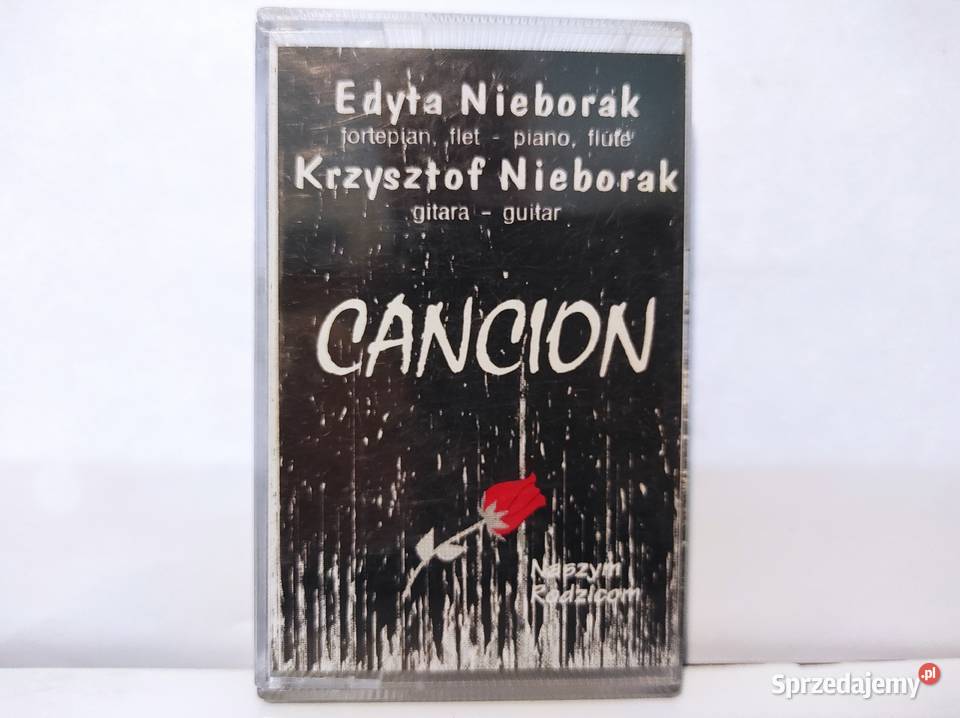 Edyta Nieborak
fortepian, flet - piano, flute
Krzysztof Nieborak
gitara - guitar
CANCION
Naszym
Rodzicom
Sprzedajemy.pl